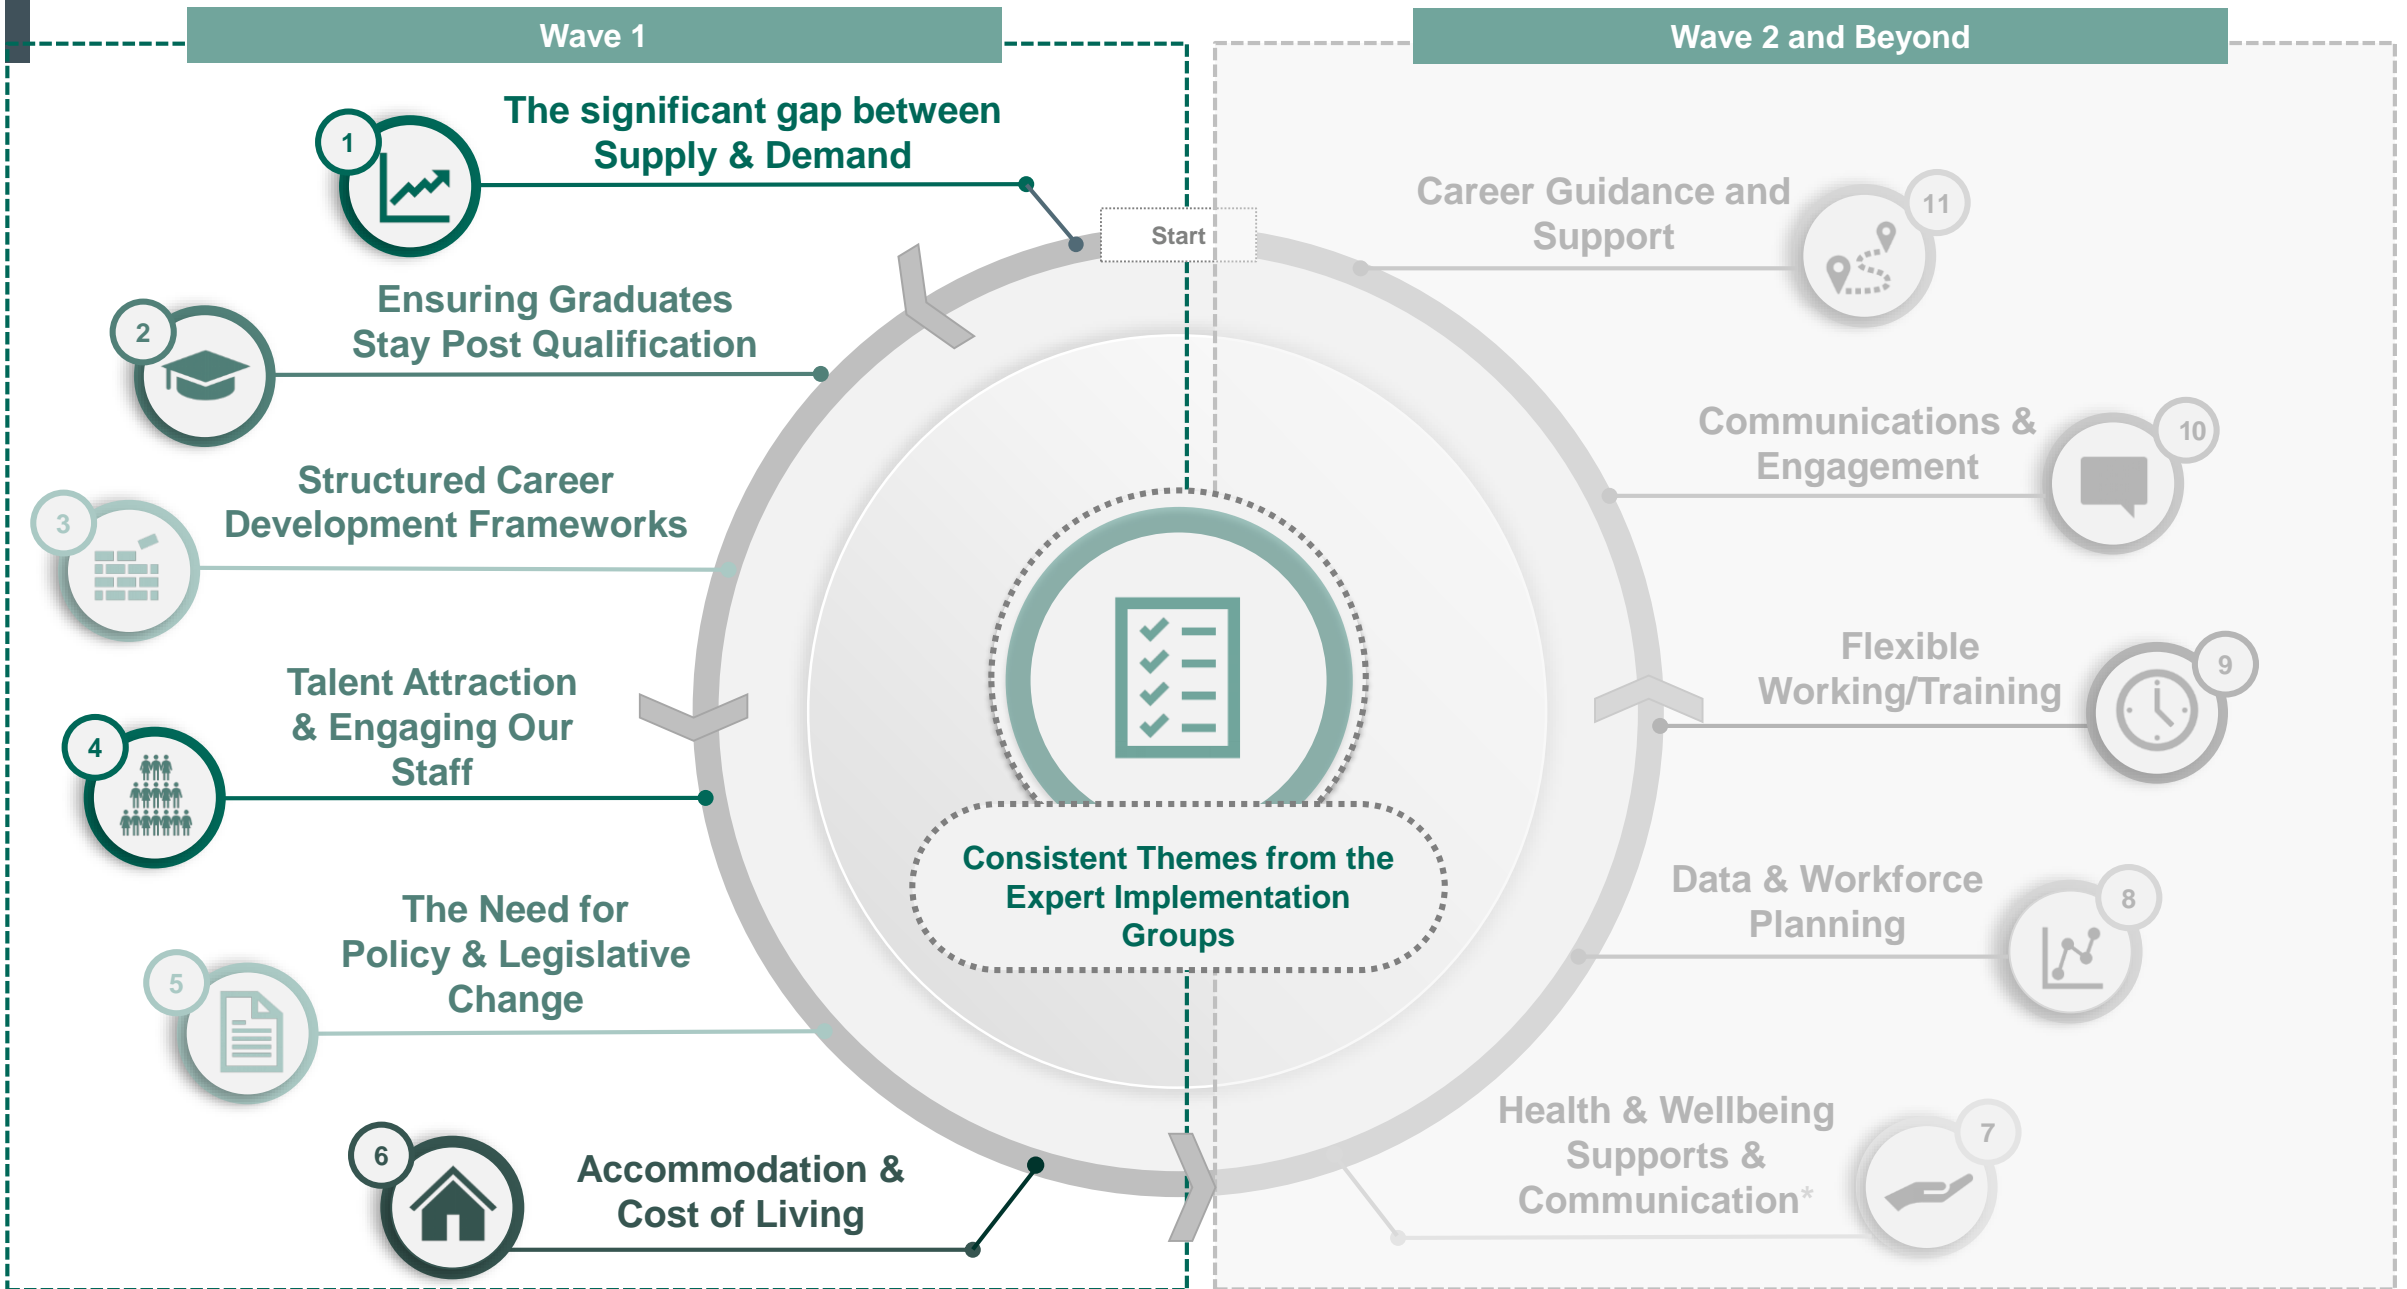 Wave 1
Wave 2 and Beyond
1
The significant gap between
Supply & Demand
Start
2
Ensuring Graduates
Stay Post Qualification
3
Structured Career
Development Frameworks
4
Talent Attraction
& Engaging Our
Staff
5
The Need for
Policy & Legislative
Change
6
Accommodation &
Cost of Living
Consistent Themes from the
Expert Implementation
Groups
7
Health & Wellbeing
Supports &
Communication*
8
Data & Workforce
Planning
9
Flexible
Working/Training
10
Communications &
Engagement
11
Career Guidance and
Support